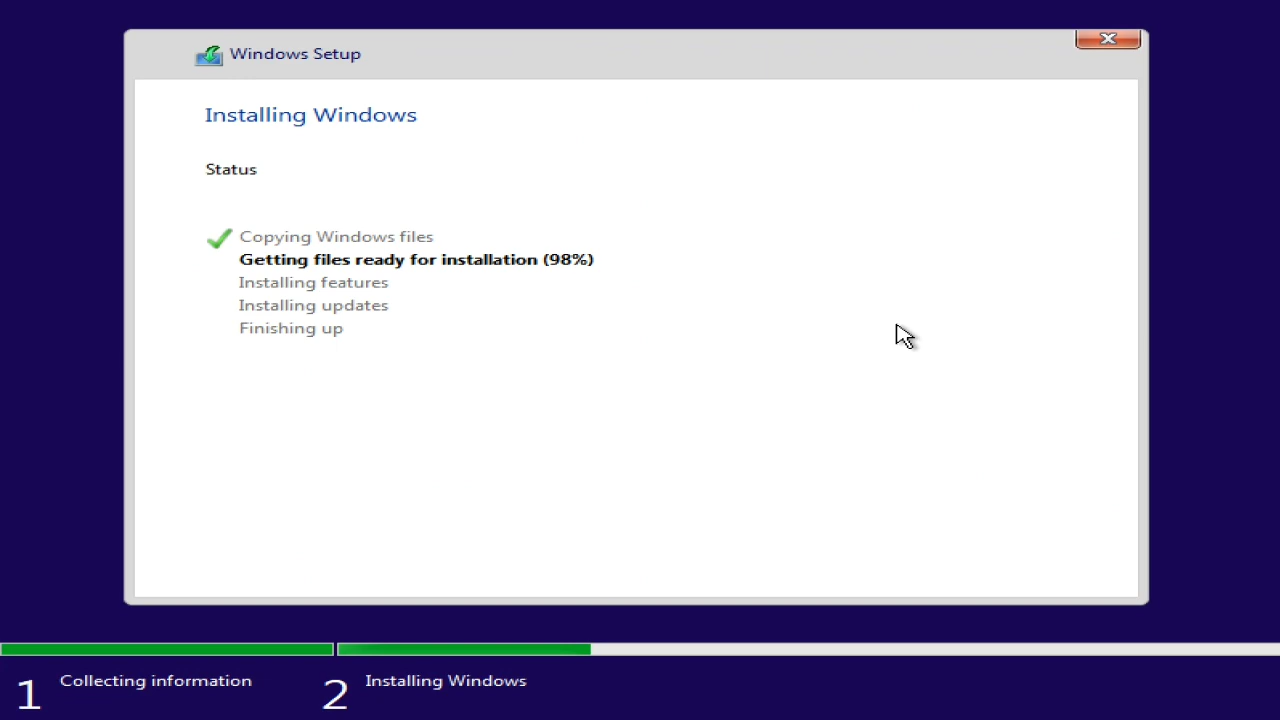 Windows Setup
Installing Windows
Status
Copying Windows files
Getting files ready for installation (98%)
Installing features
Installing updates
Finishing up
1 Collecting information
2 Installing Windows